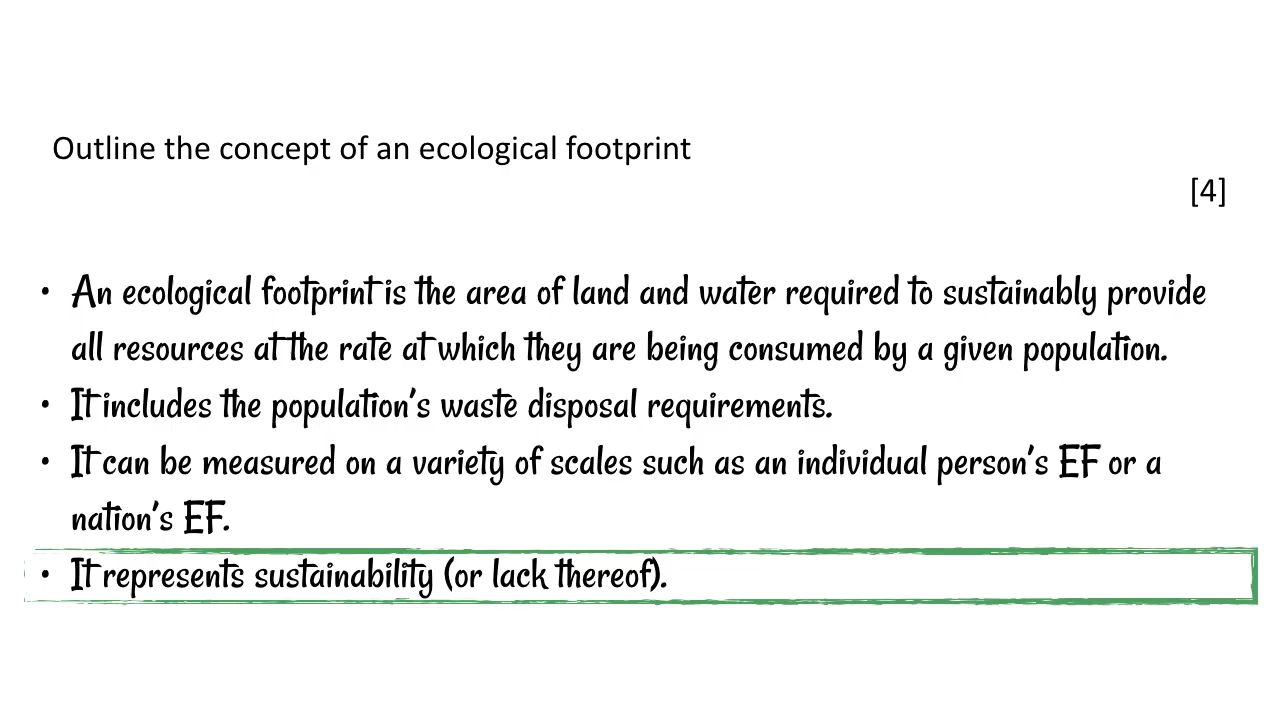 Outline the concept of an ecological footprint
[4]
• An ecological footprint is the area of land and water required to sustainably provide
all resources at the rate at which they are being consumed by a given population.
• It includes the population's waste disposal requirements.
• It can be measured on a variety of scales such as an individual person's EF or a
nation's EF.
• It represents sustainability (or lack thereof).